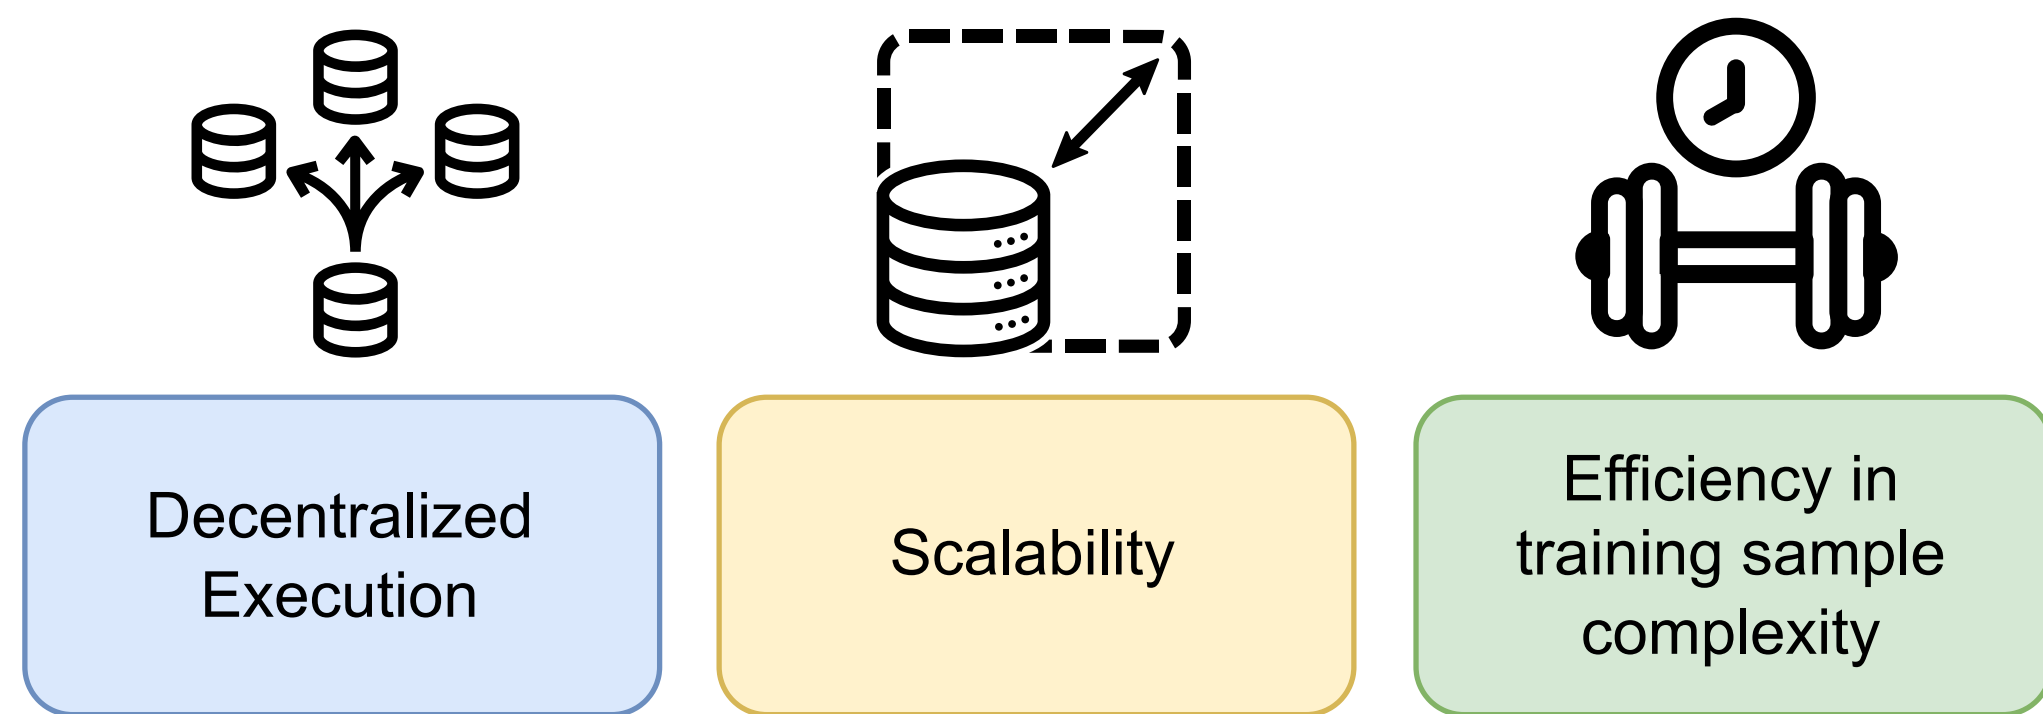 Decentralized
Execution
Scalability
Efficiency in
training sample
complexity